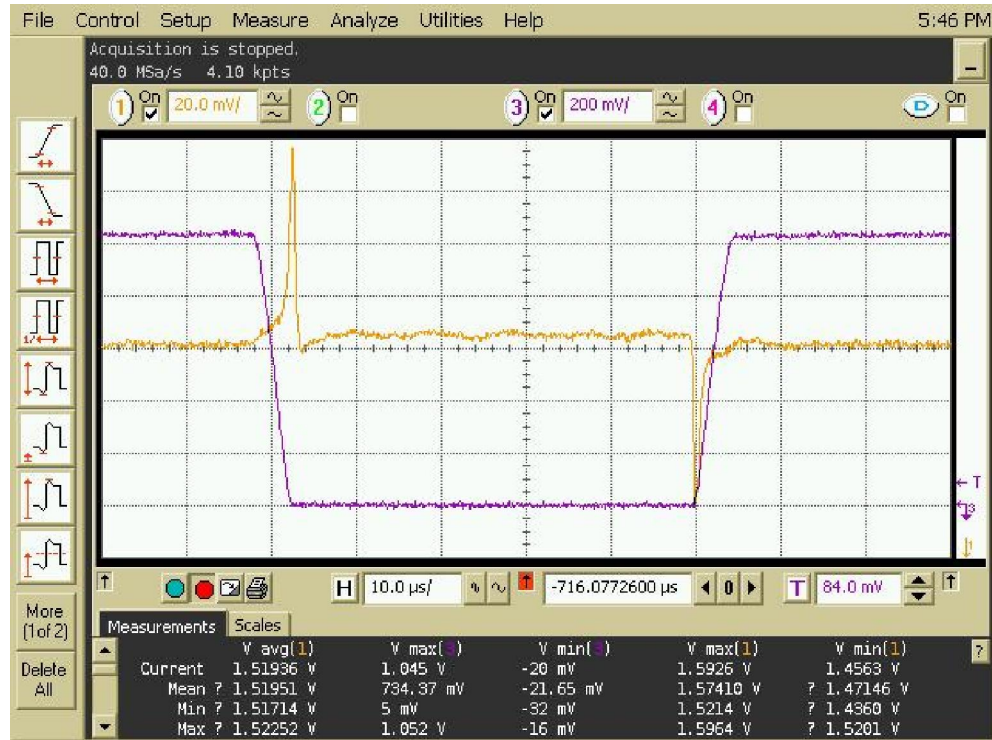 File Control Setup Measure Analyze Utilities Help 5:46 PM
Acquisition is stopped.
40.0 MSa/s 4.10 kpts
1 On 20.0 mV/ 2 On 3 On 200 mV/ 4 On D On
T
3
1
H 10.0 µs/ -716.0772600 µs 0 T 84.0 mV
More
(1of 2)
Delete
All
Measurements Scales
V avg(1) V max(3) V min(3) V max(1) V min(1) ?
Current 1.51936 V 1.045 V -20 mV 1.5926 V 1.4563 V
Mean ? 1.51951 V 734.37 mV -21.65 mV 1.57410 V ? 1.47146 V
Min ? 1.51714 V 5 mV -32 mV 1.5214 V ? 1.4360 V
Max ? 1.52252 V 1.052 V -16 mV 1.5964 V ? 1.5201 V